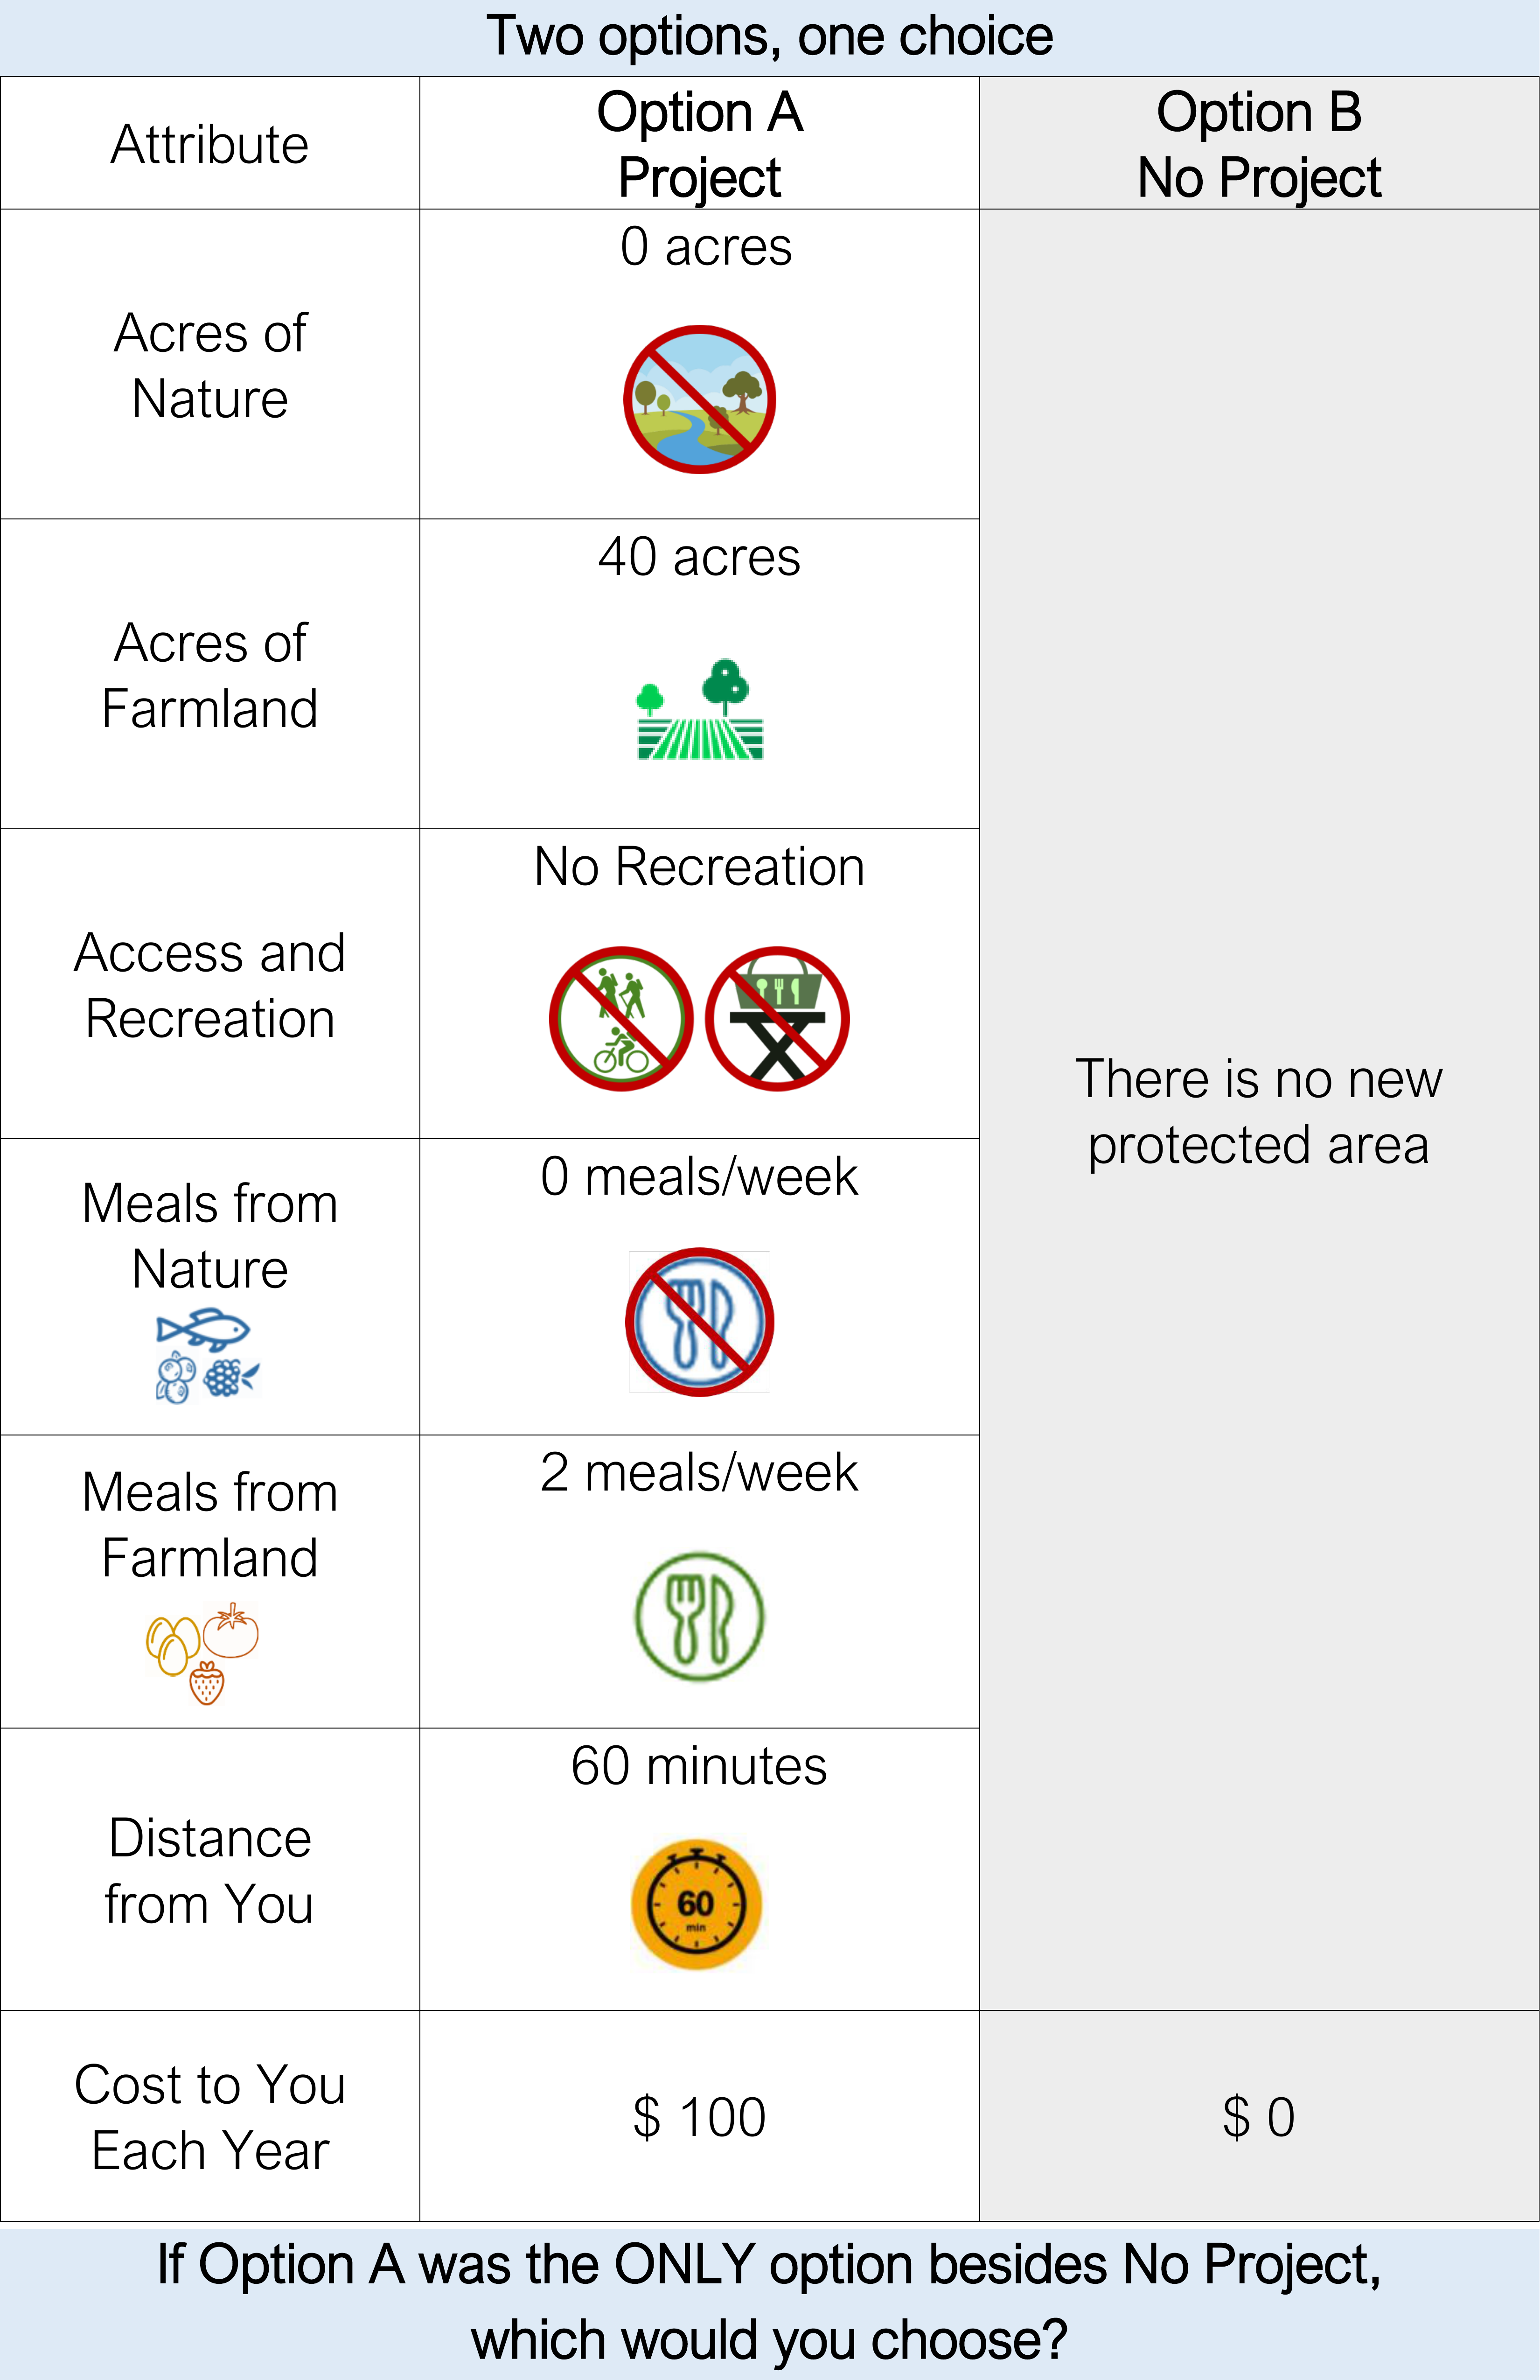 Two options, one choice
Attribute
Option A
Project
Option B
No Project
Acres of
Nature
0 acres
Acres of
Farmland
40 acres
Access and
Recreation
No Recreation
There is no new
protected area
Meals from
Nature
0 meals/week
Meals from
Farmland
2 meals/week
Distance
from You
60 minutes
60
min
Cost to You
Each Year
$ 100
$ 0
If Option A was the ONLY option besides No Project,
which would you choose?